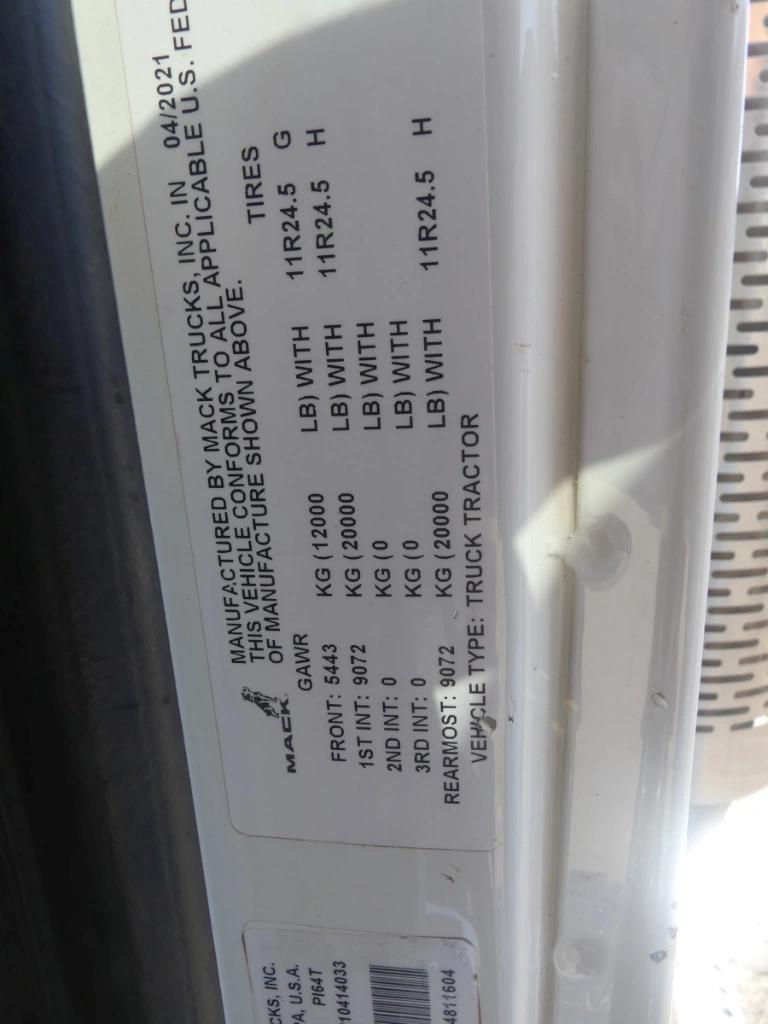 MANUFACTURED BY MACK TRUCKS, INC. IN 04/2021
THIS VEHICLE CONFORMS TO ALL APPLICABLE U.S. FED
OF MANUFACTURE SHOWN ABOVE.
MACK
GAWR TIRES
FRONT: 5443 KG (12000 LB) WITH 11R24.5 G
1ST INT: 9072 KG (20000 LB) WITH 11R24.5 H
2ND INT: 0 KG (0 LB) WITH
3RD INT: 0 KG (0 LB) WITH
REARMOST: 9072 KG (20000 LB) WITH 11R24.5 H
VEHICLE TYPE: TRUCK TRACTOR
CKS, INC.
PA, U.S.A.
PI64T
10414033
4811604